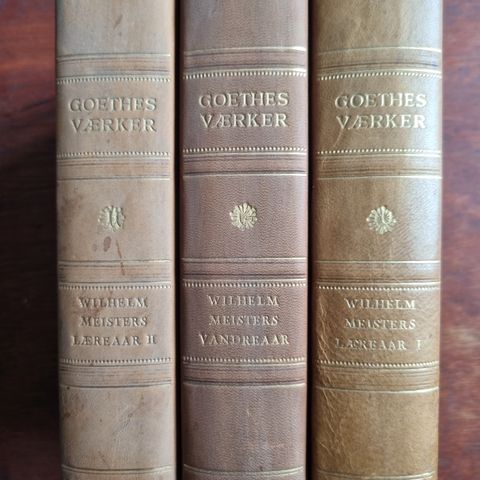 GOETHES
VÆRKER
WILHELM
MEISTERS
LÆREAAR II
GOETHES
VÆRKER
WILHELM
MEISTERS
VANDREAAR
GOETHES
VÆRKER
WILHELM
MEISTERS
LÆREAAR I